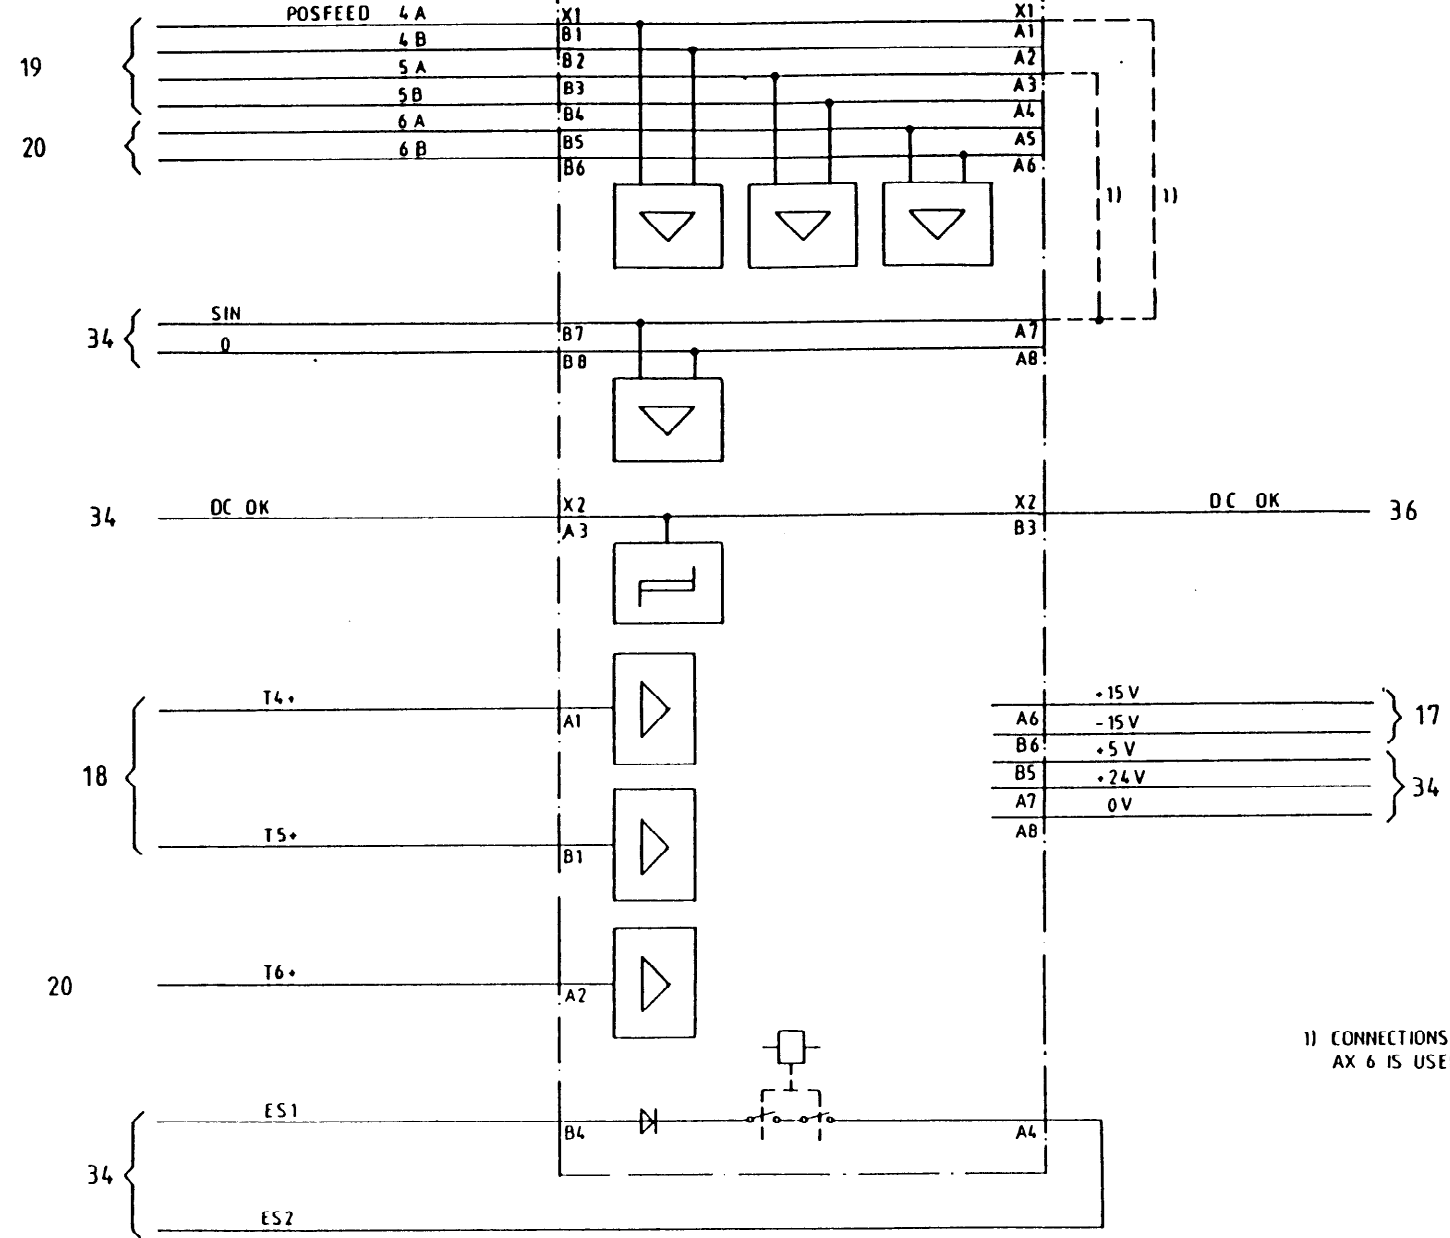 POSFEED 4 A X1 X1
B1 A1
4 B
B2 A2
19
5 A
B3 A3
5 B
B4 A4
6 A
B5 A5
20
6 B
B6 A6
1) 1)
SIN
34
B7 A7
0
B8 A8
DC OK X2 X2 DC OK
34 36
A3 B3
T4+ +15 V
A1 A6 -15 V 17
B6 +5 V
18
B5 +24 V
34
A7 0 V
A8
T5+
B1
T6+
20
A2
1) CONNECTIONS
AX 6 IS USE
ES1
B4 A4
34
ES2